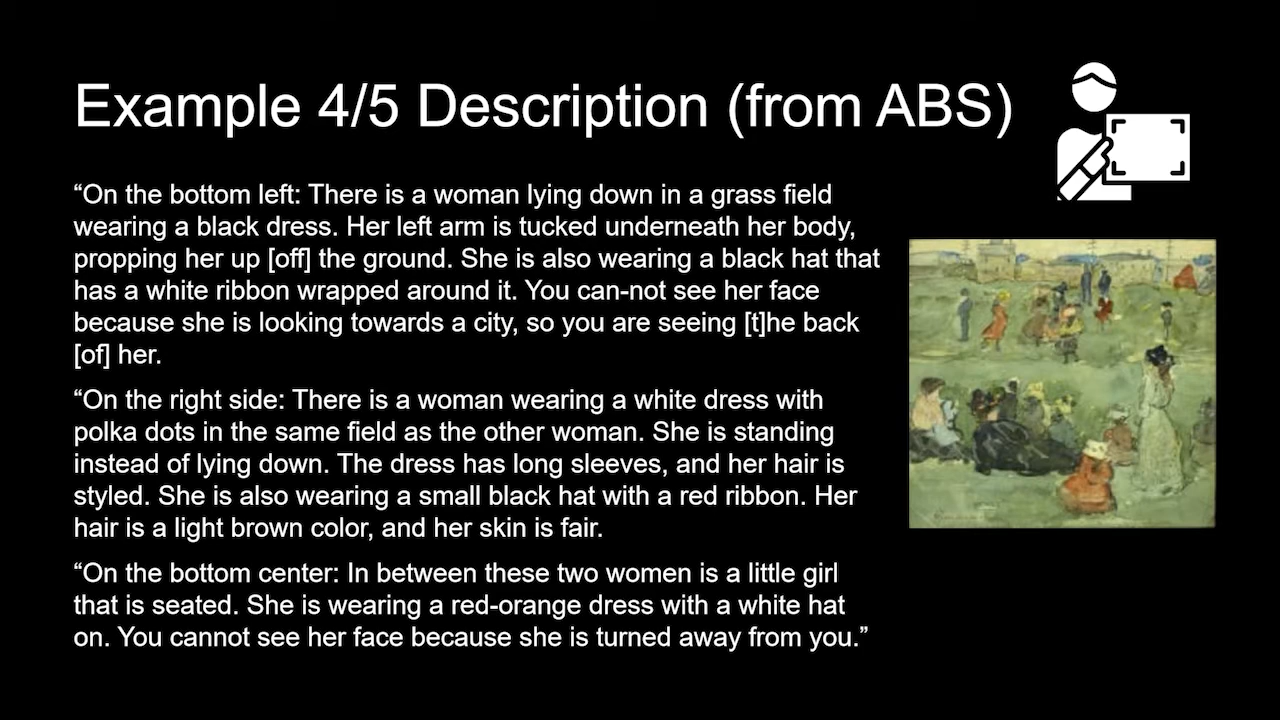 Example 4/5 Description (from ABS)
“On the bottom left: There is a woman lying down in a grass field
wearing a black dress. Her left arm is tucked underneath her body,
propping her up [off] the ground. She is also wearing a black hat that
has a white ribbon wrapped around it. You can-not see her face
because she is looking towards a city, so you are seeing [t]he back
[of] her.
“On the right side: There is a woman wearing a white dress with
polka dots in the same field as the other woman. She is standing
instead of lying down. The dress has long sleeves, and her hair is
styled. She is also wearing a small black hat with a red ribbon. Her
hair is a light brown color, and her skin is fair.
“On the bottom center: In between these two women is a little girl
that is seated. She is wearing a red-orange dress with a white hat
on. You cannot see her face because she is turned away from you.”